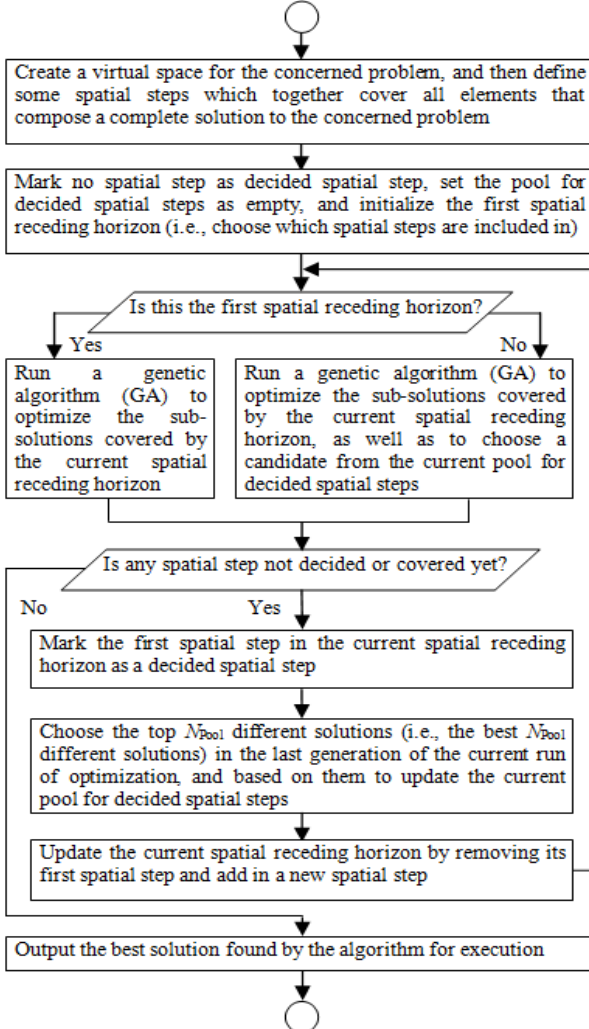 Create a virtual space for the concerned problem, and then define
some spatial steps which together cover all elements that
compose a complete solution to the concerned problem
Mark no spatial step as decided spatial step, set the pool for
decided spatial steps as empty, and initialize the first spatial
receding horizon (i.e., choose which spatial steps are included in)
Is this the first spatial receding horizon?
Yes
No
Run a genetic
algorithm (GA) to
optimize the sub-
solutions covered by
the current spatial
receding horizon
Run a genetic algorithm (GA) to
optimize the sub-solutions covered
by the current spatial receding
horizon, as well as to choose a
candidate from the current pool for
decided spatial steps
Is any spatial step not decided or covered yet?
No
Yes
Mark the first spatial step in the current spatial receding
horizon as a decided spatial step
Choose the top NPool different solutions (i.e., the best NPool
different solutions) in the last generation of the current run
of optimization, and based on them to update the current
pool for decided spatial steps
Update the current spatial receding horizon by removing its
first spatial step and add in a new spatial step
Output the best solution found by the algorithm for execution